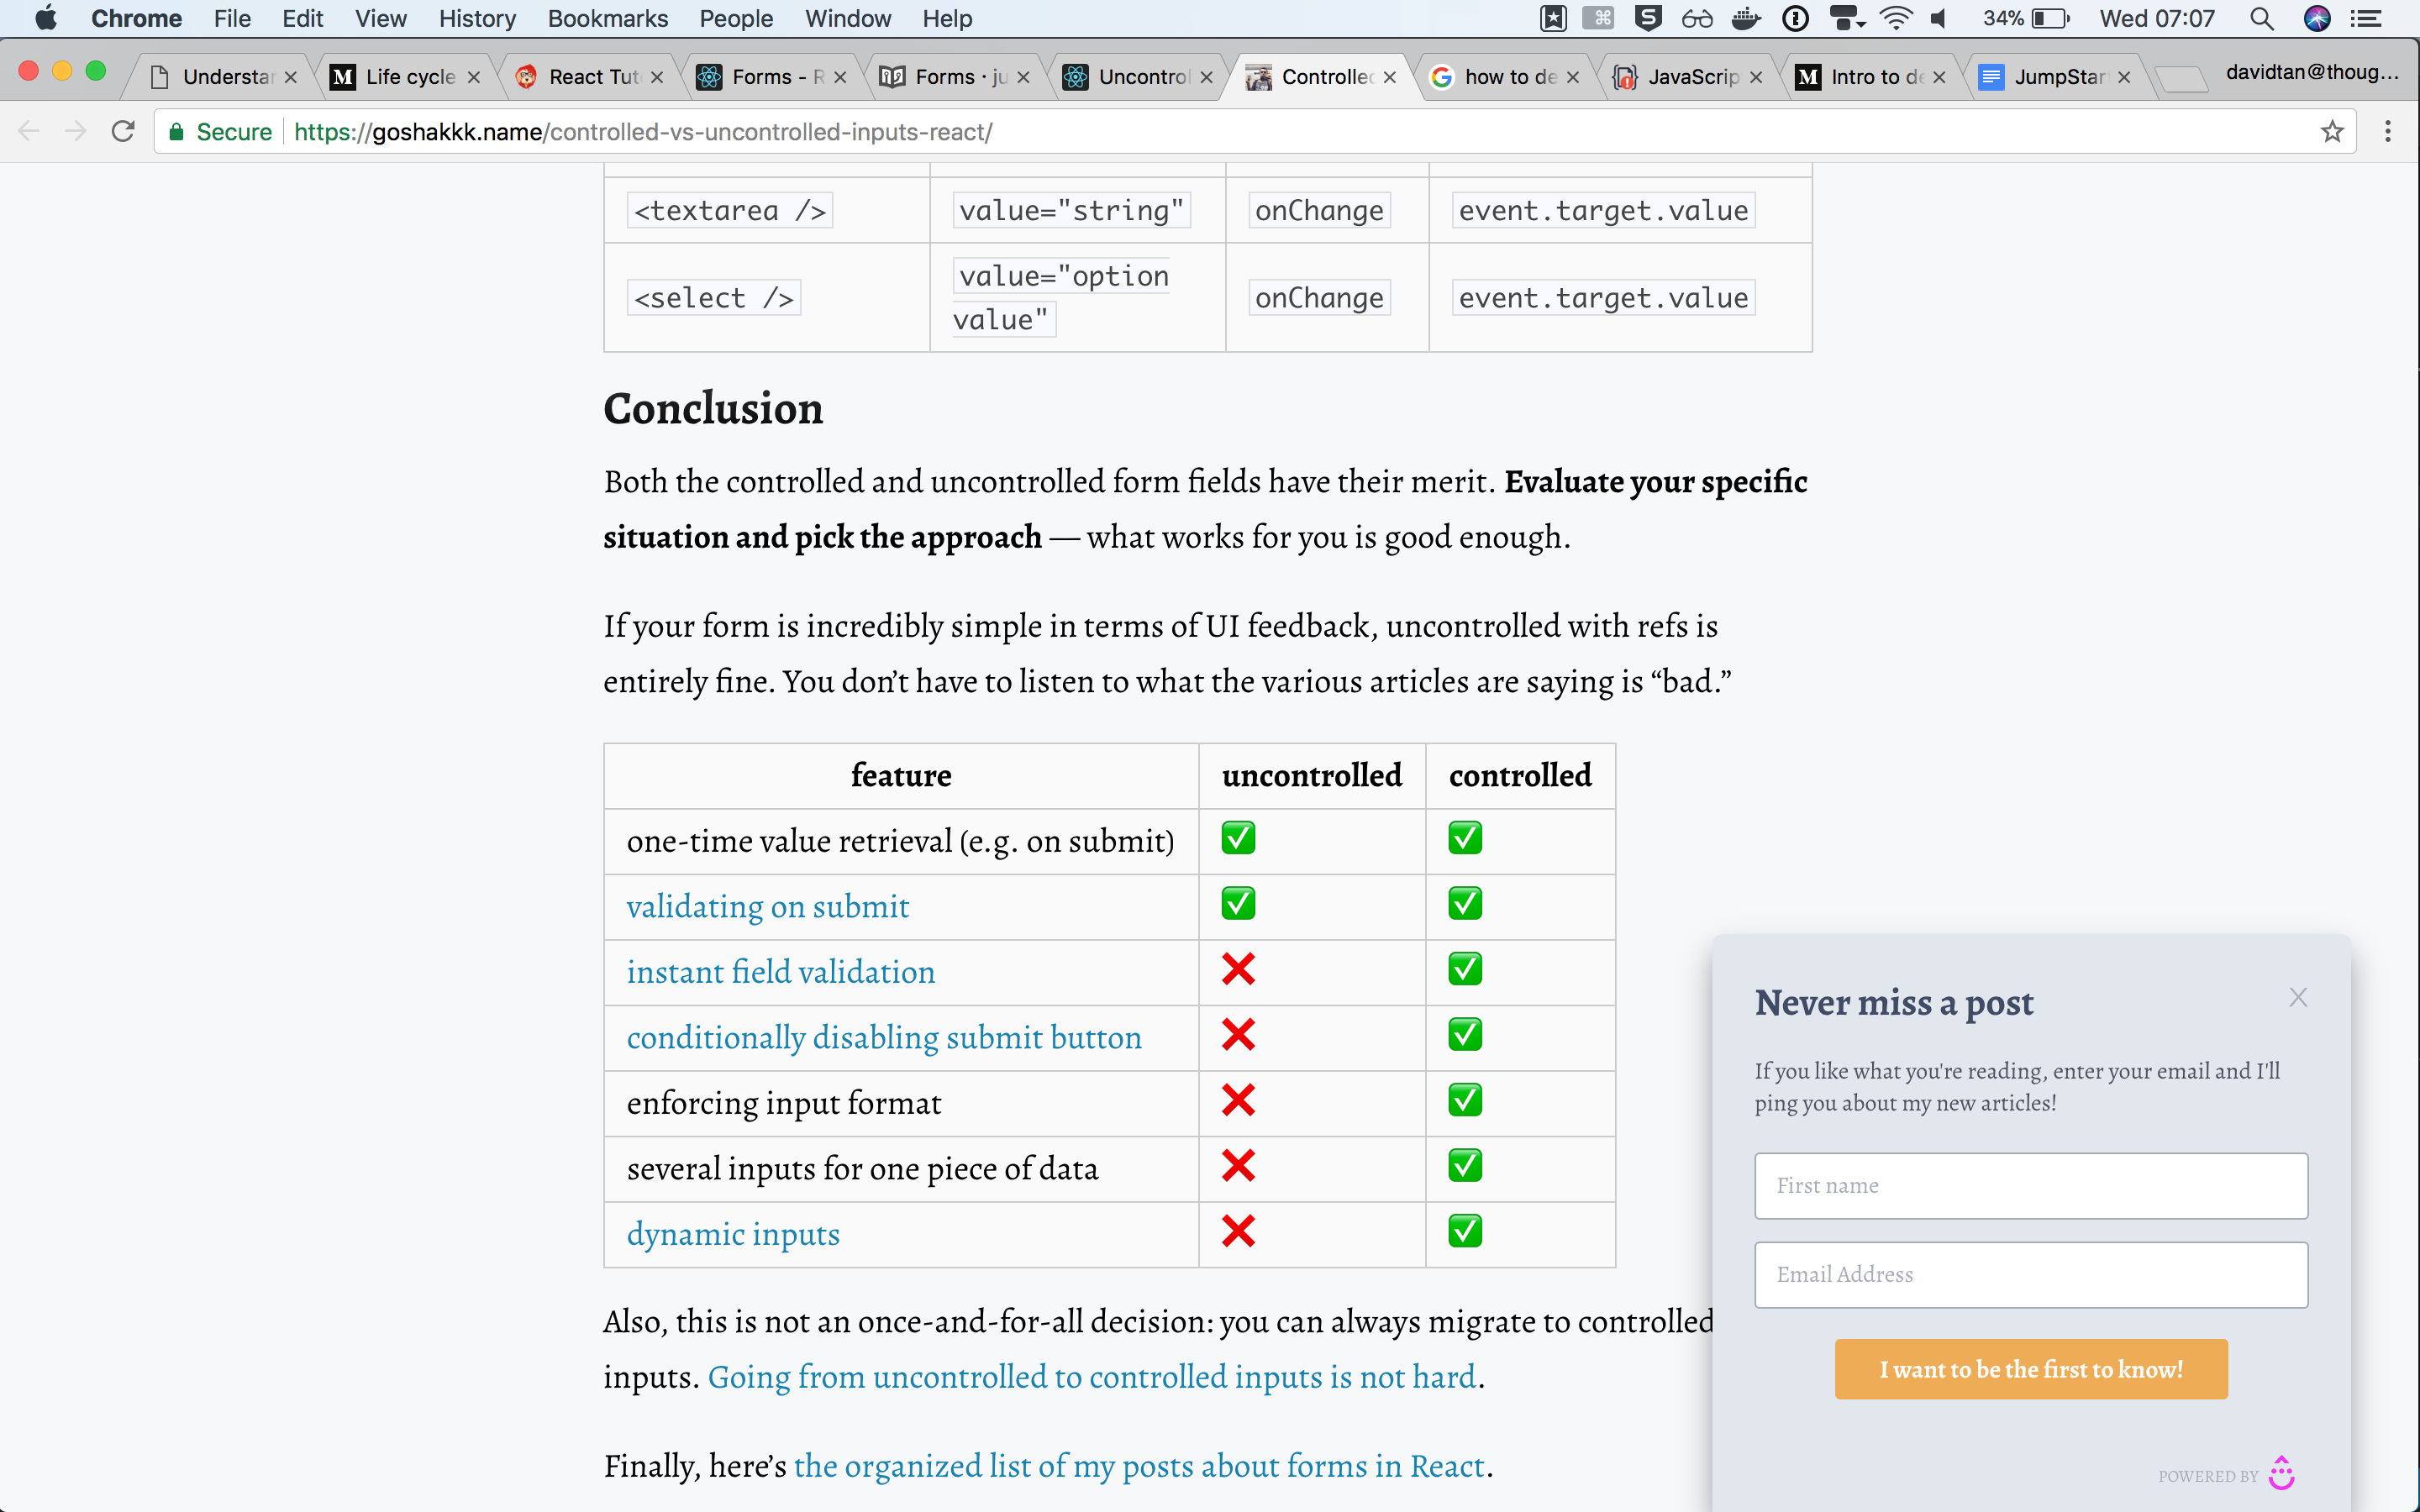 Chrome File Edit View History Bookmarks People Window Help 34% Wed 07:07
Understa Life cycle React Tut Forms - R Forms · ju Uncontrol Controlled how to de JavaScrip Intro to de JumpStar davidtan@thoug...
Secure https://goshakkk.name/controlled-vs-uncontrolled-inputs-react/
<textarea /> value="string" onChange event.target.value
<select /> value="option value" onChange event.target.value
Conclusion
Both the controlled and uncontrolled form fields have their merit. Evaluate your specific
situation and pick the approach — what works for you is good enough.
If your form is incredibly simple in terms of UI feedback, uncontrolled with refs is
entirely fine. You don’t have to listen to what the various articles are saying is “bad.”
feature uncontrolled controlled
one-time value retrieval (e.g. on submit) ✅ ✅
validating on submit ✅ ✅
instant field validation ❌ ✅
conditionally disabling submit button ❌ ✅
enforcing input format ❌ ✅
several inputs for one piece of data ❌ ✅
dynamic inputs ❌ ✅
Also, this is not an once-and-for-all decision: you can always migrate to controlled
inputs. Going from uncontrolled to controlled inputs is not hard.
Finally, here’s the organized list of my posts about forms in React.
Never miss a post X
If you like what you're reading, enter your email and I'll
ping you about my new articles!
First name
Email Address
I want to be the first to know!
POWERED BY